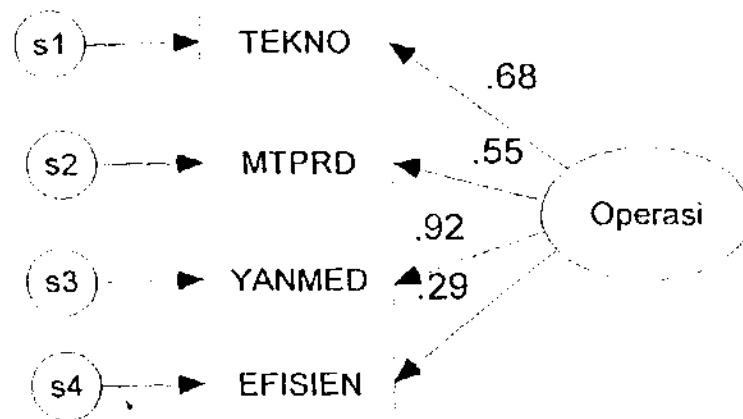 s1 TEKNO
.68
s2 MTPRD
.55
Operasi
.92
s3 YANMED
.29
s4 EFISIEN